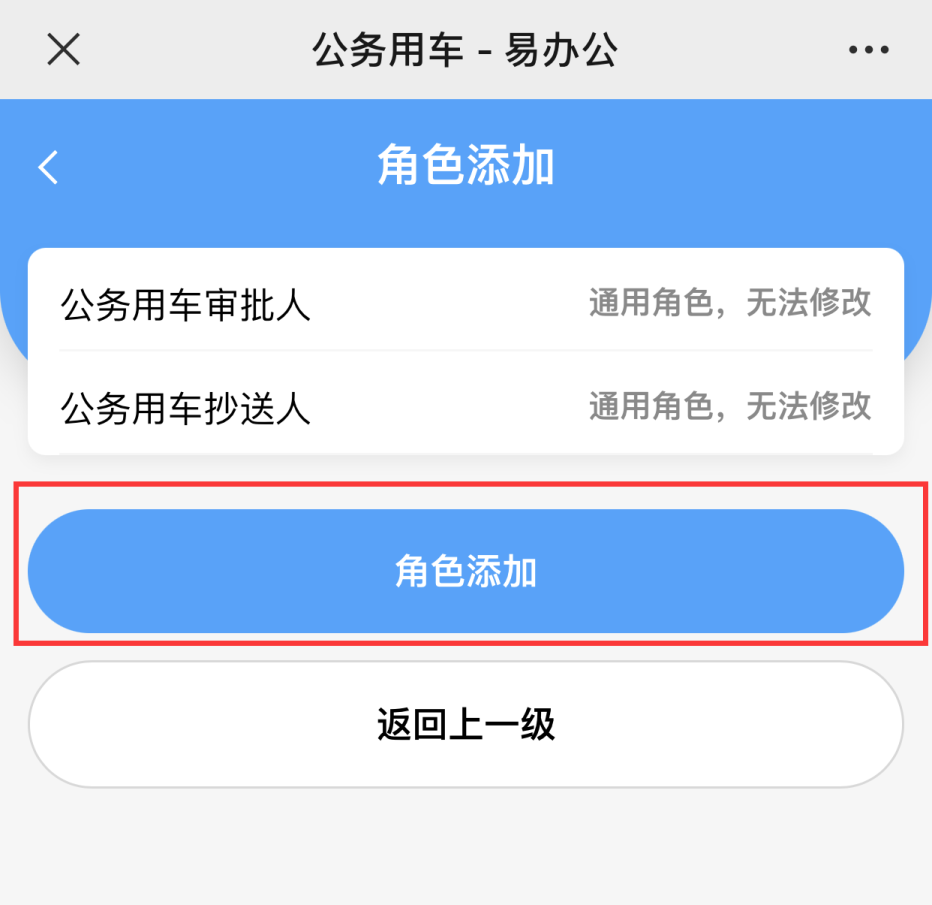 公务用车 - 易办公
角色添加
公务用车审批人 通用角色，无法修改
公务用车抄送人 通用角色，无法修改
角色添加
返回上一级